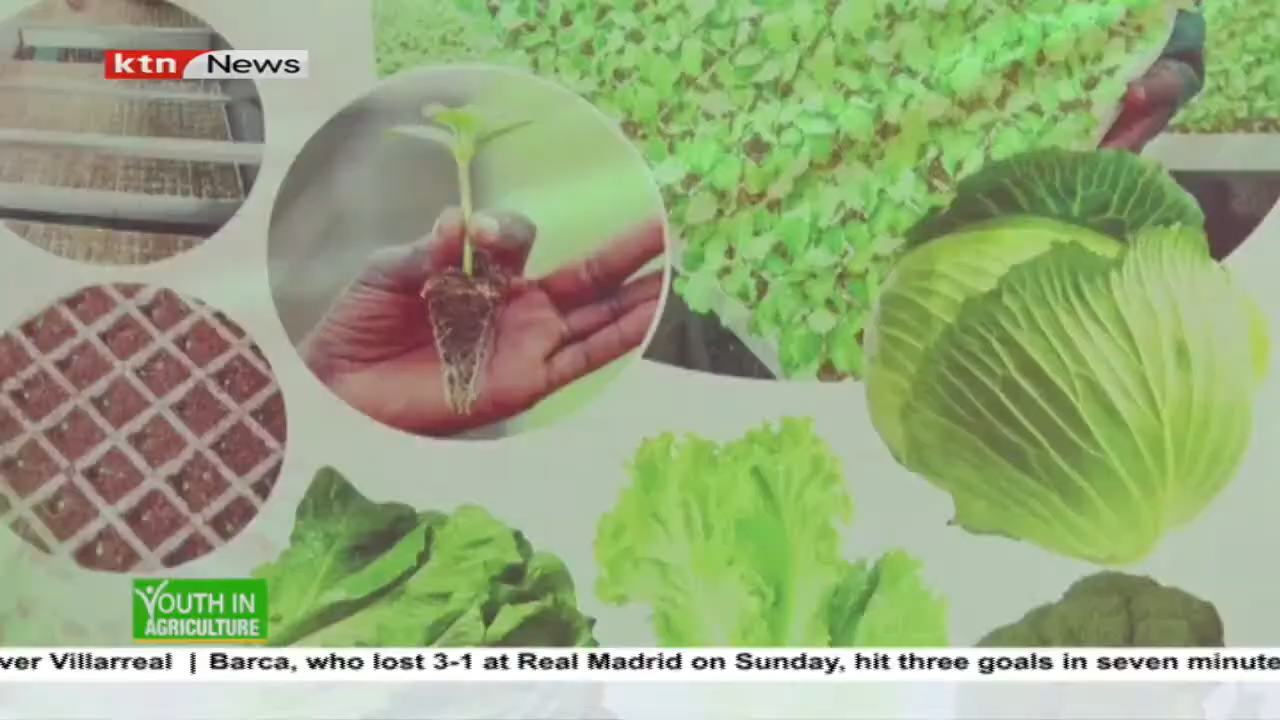 ktn News
YOUTH IN
AGRICULTURE
ver Villarreal | Barca, who lost 3-1 at Real Madrid on Sunday, hit three goals in seven minute